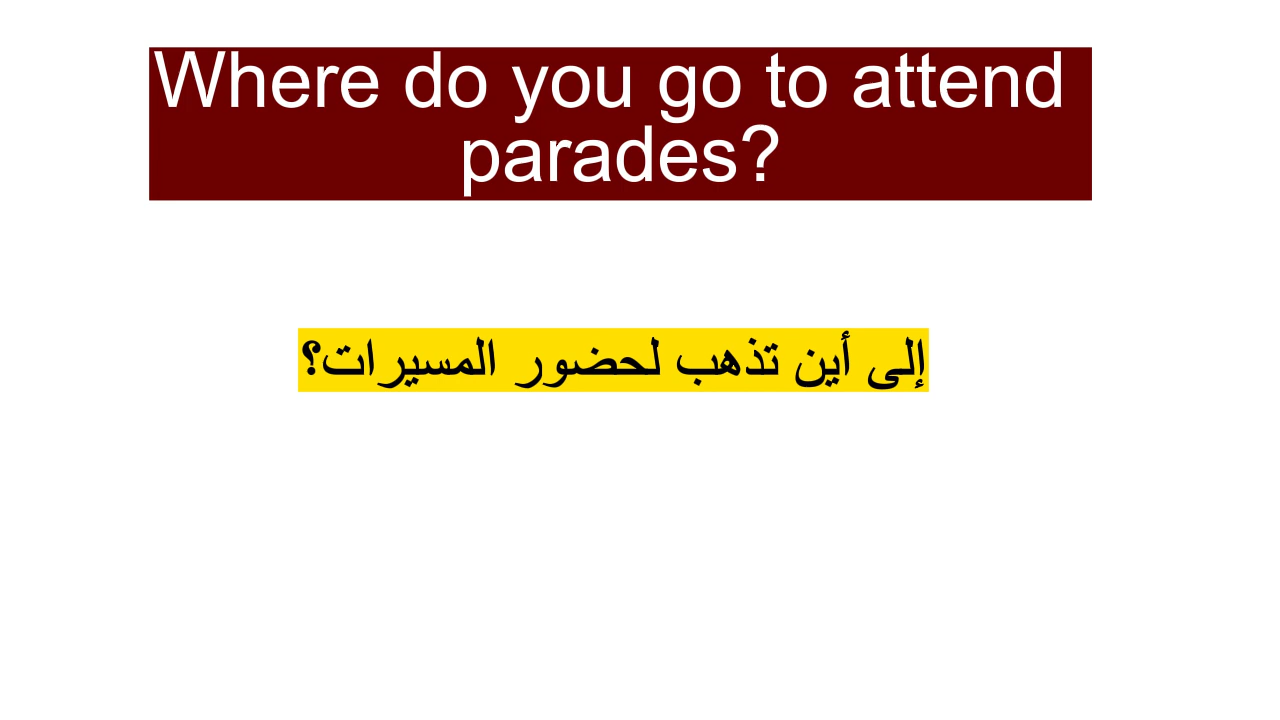 Where do you go to attend
parades?
إلى أين تذهب لحضور المسيرات؟